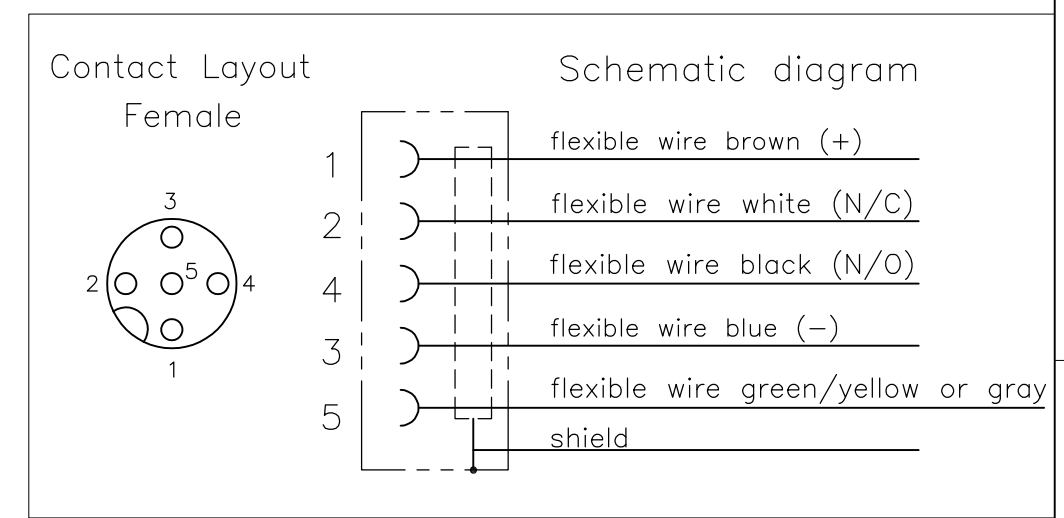 Contact Layout
Female
3
2
5
4
1
Schematic diagram
1
flexible wire brown (+)
2
flexible wire white (N/C)
4
flexible wire black (N/O)
3
flexible wire blue (-)
5
flexible wire green/yellow or gray
shield